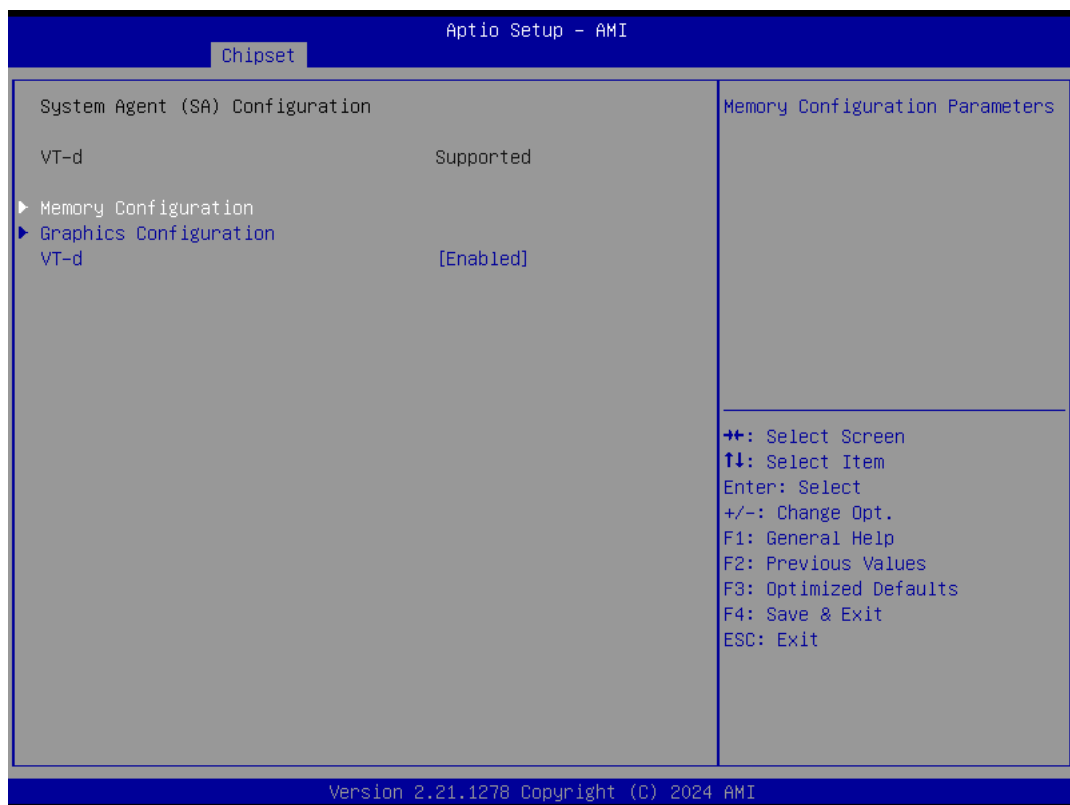 Aptio Setup – AMI
Chipset
System Agent (SA) Configuration
VT-d Supported
Memory Configuration
Graphics Configuration
VT-d [Enabled]
Memory Configuration Parameters
→←: Select Screen
↑↓: Select Item
Enter: Select
+/-: Change Opt.
F1: General Help
F2: Previous Values
F3: Optimized Defaults
F4: Save & Exit
ESC: Exit
Version 2.21.1278 Copyright (C) 2024 AMI